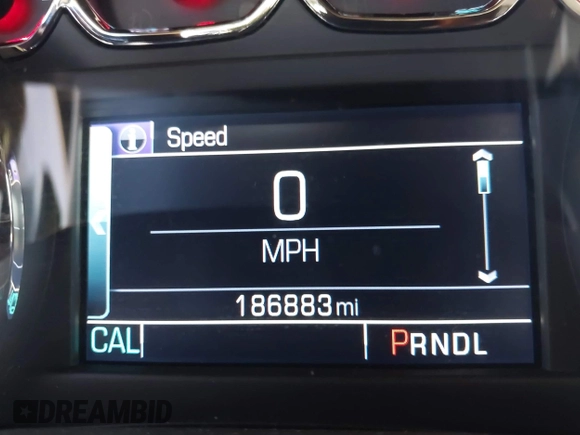 Speed
0
MPH
186883 mi
CAL PRNDL
DREAMBID